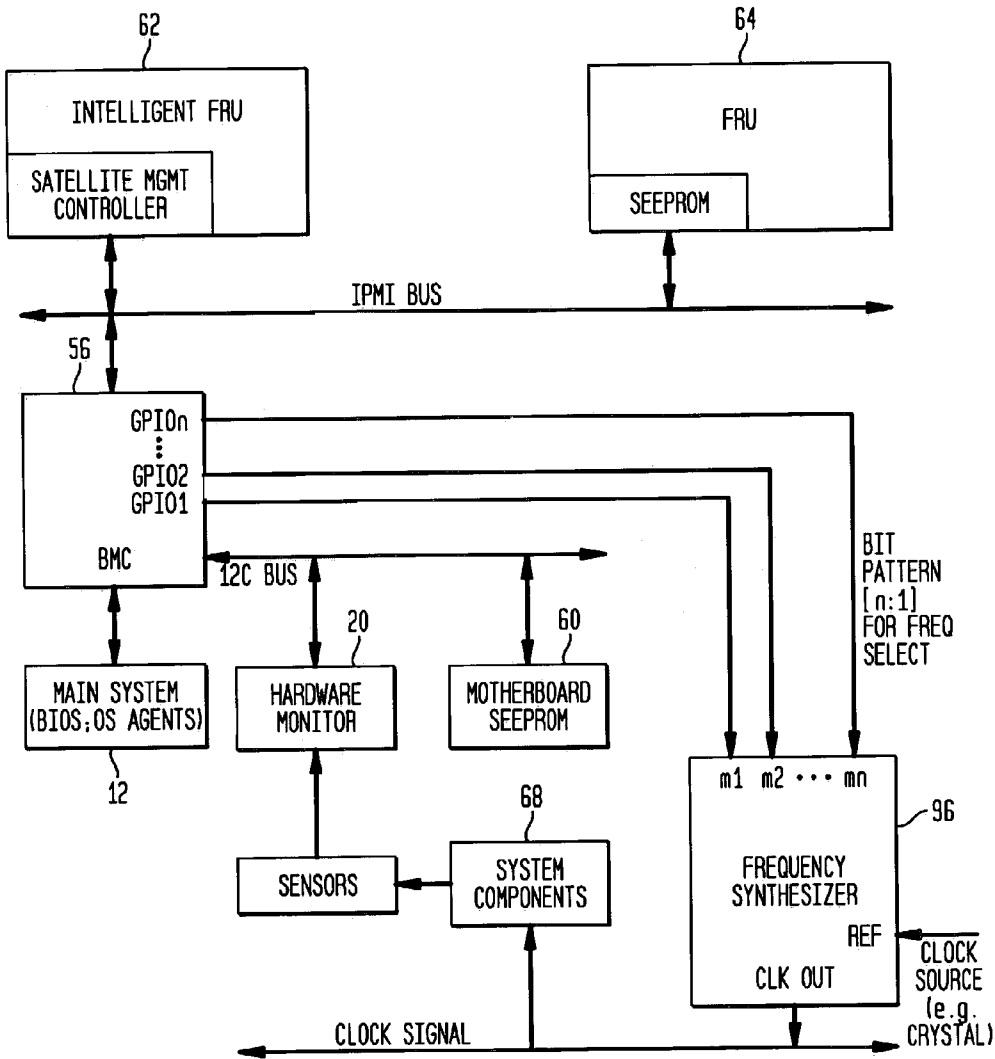 62
64
INTELLIGENT FRU
SATELLITE MGMT
CONTROLLER
FRU
SEEPROM
IPMI BUS
56
GPIOn
GPIO2
GPIO1
BMC
12C BUS
BIT
PATTERN
[n:1]
FOR FREQ
SELECT
20
60
MAIN SYSTEM
(BIOS;OS AGENTS)
HARDWARE
MONITOR
MOTHERBOARD
SEEPROM
12
m1 m2 ••• mn
96
68
SENSORS
SYSTEM
COMPONENTS
FREQUENCY
SYNTHESIZER
REF
CLK OUT
CLOCK
SOURCE
(e.g.
CRYSTAL)
CLOCK SIGNAL